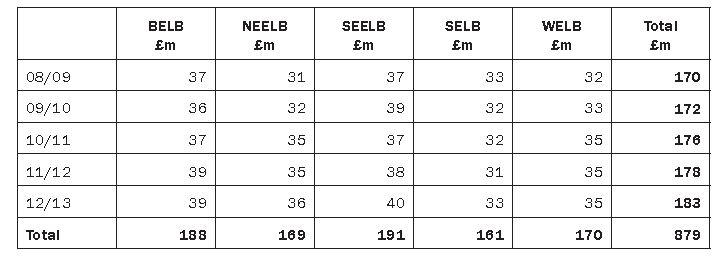 BELB NEELB SEELB SELB WELB Total
£m £m £m £m £m £m
08/09 37 31 37 33 32 170
09/10 36 32 39 32 33 172
10/11 37 35 37 32 35 176
11/12 39 35 38 31 35 178
12/13 39 36 40 33 35 183
Total 188 169 191 161 170 879